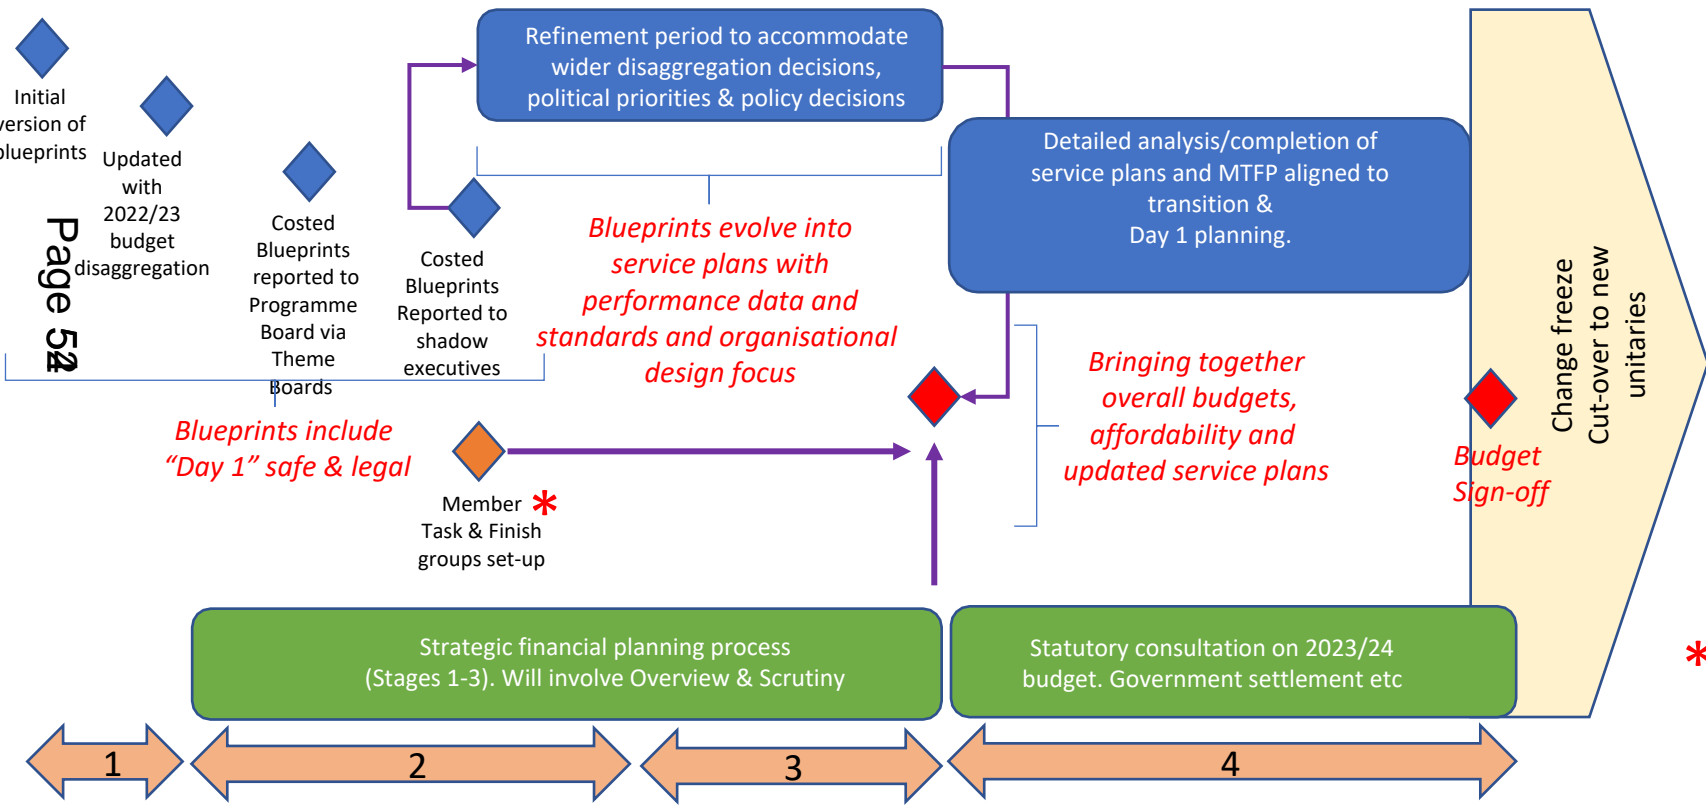 Initial
version of
blueprints
Updated
with
2022/23
budget
disaggregation
Costed
Blueprints
reported to
Programme
Board via
Theme
Boards
Costed
Blueprints
Reported to
shadow
executives
Refinement period to accommodate
wider disaggregation decisions,
political priorities & policy decisions
Detailed analysis/completion of
service plans and MTFP aligned to
transition &
Day 1 planning.
Blueprints evolve into
service plans with
performance data and
standards and organisational
design focus
Page
Blueprints include
“Day 1” safe & legal
Member *
Task & Finish
groups set-up
Bringing together
overall budgets,
affordability and
updated service plans
Budget
Sign-off
Change freeze
Cut-over to new
unitaries
*
Strategic financial planning process
(Stages 1-3). Will involve Overview & Scrutiny
Statutory consultation on 2023/24
budget. Government settlement etc
1
2
3
4